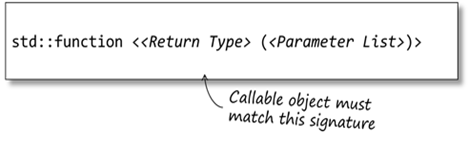 std::function <<Return Type> (<Parameter List>)>
Callable object must
match this signature